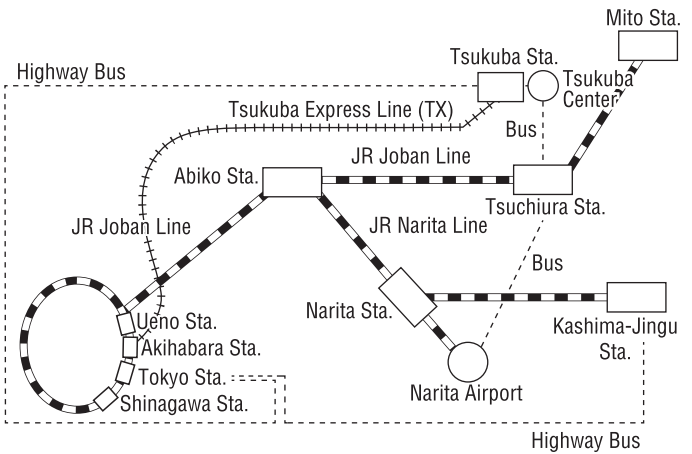 Mito Sta.
Tsukuba Sta.
Highway Bus
Tsukuba
Center
Tsukuba Express Line (TX)
Bus
JR Joban Line
Abiko Sta.
Tsuchiura Sta.
JR Joban Line
JR Narita Line
Bus
Narita Sta.
Ueno Sta.
Kashima-Jingu
Sta.
Akihabara Sta.
Tokyo Sta.
Narita Airport
Shinagawa Sta.
Highway Bus